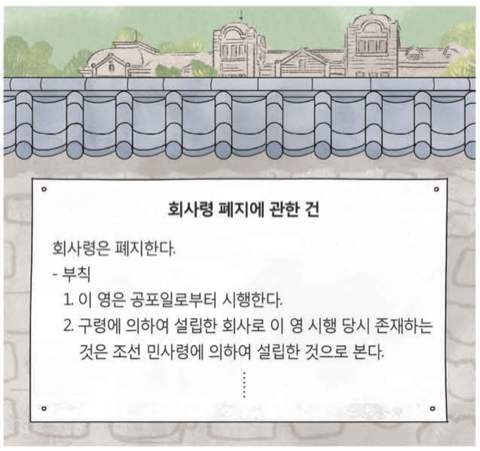 회사령 폐지에 관한 건
회사령은 폐지한다.
- 부칙
1. 이 영은 공포일로부터 시행한다.
2. 구령에 의하여 설립한 회사로 이 영 시행 당시 존재하는
것은 조선 민사령에 의하여 설립한 것으로 본다.
⋮